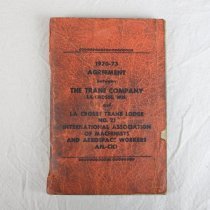 1970-73
AGREEMENT
between
THE TRANE COMPANY
LA CROSSE, WIS.
and
LA CROSSE TRANE LODGE
NO. 21
INTERNATIONAL ASSOCIATION
OF MACHINISTS
AND AEROSPACE WORKERS
AFL-CIO